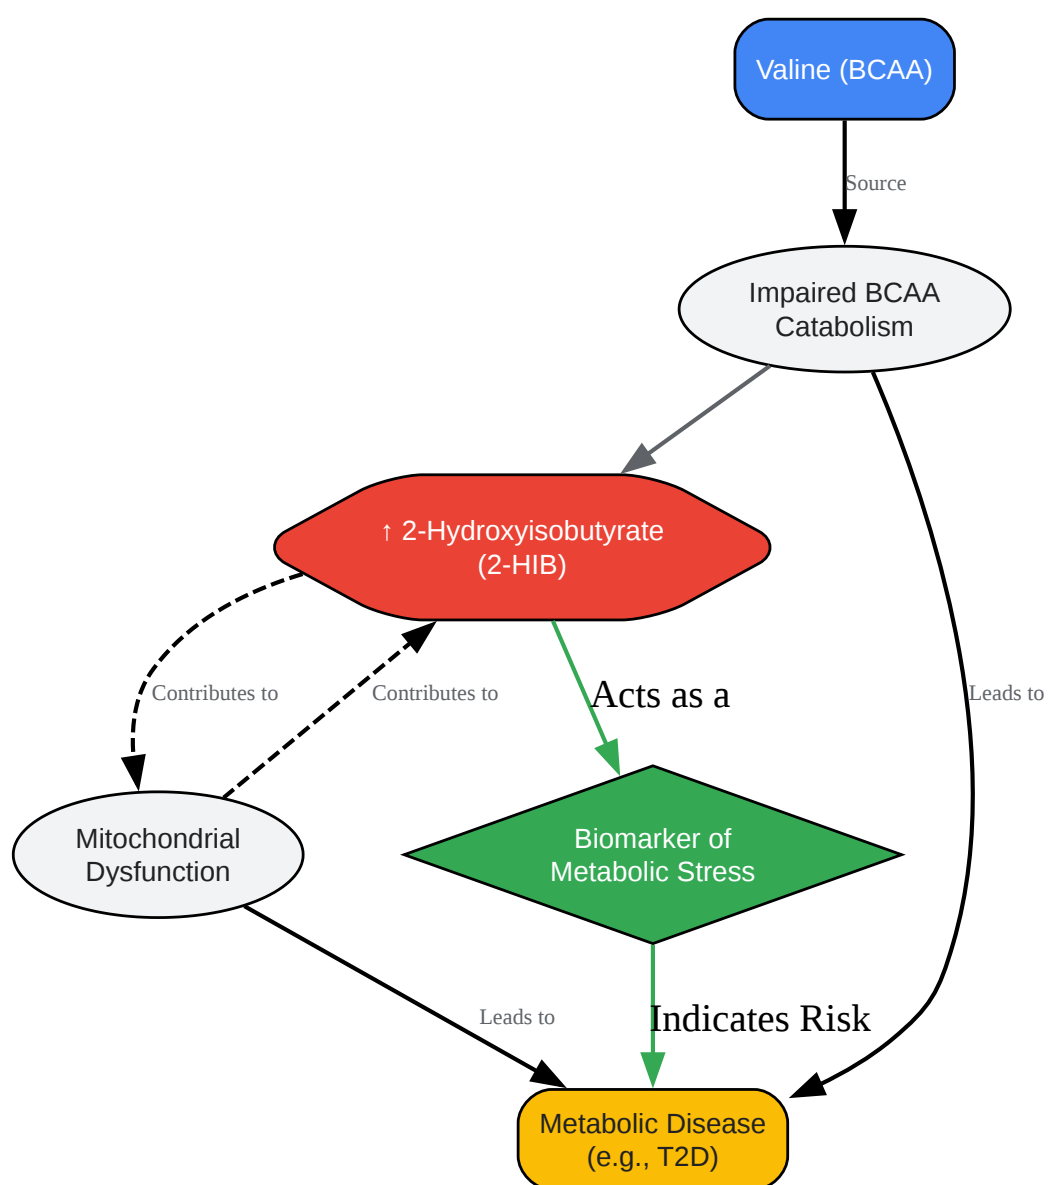 Valine (BCAA)
Source
Impaired BCAA
Catabolism
↑ 2-Hydroxyisobutyrate
(2-HIB)
Contributes to
Contributes to
Acts as a
Leads to
Mitochondrial
Dysfunction
Biomarker of
Metabolic Stress
Leads to
Indicates Risk
Metabolic Disease
(e.g., T2D)